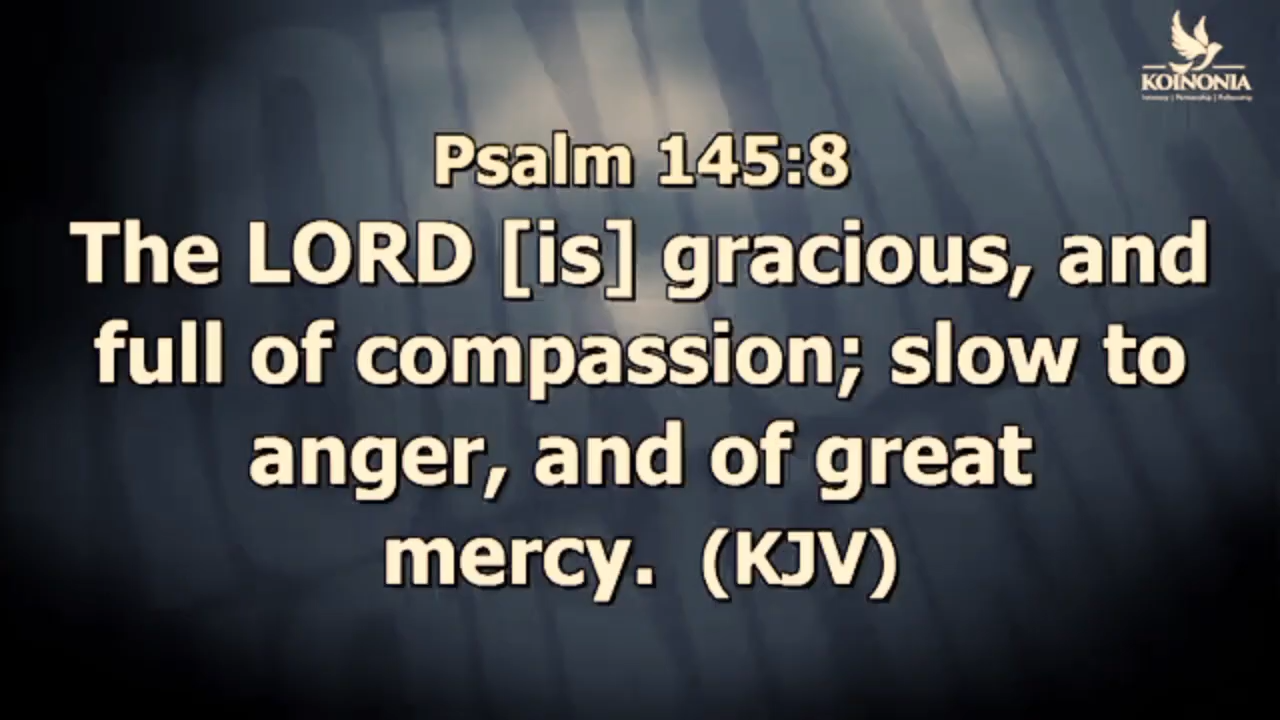 KOINONIA
Psalm 145:8
The LORD [is] gracious, and
full of compassion; slow to
anger, and of great
mercy. (KJV)